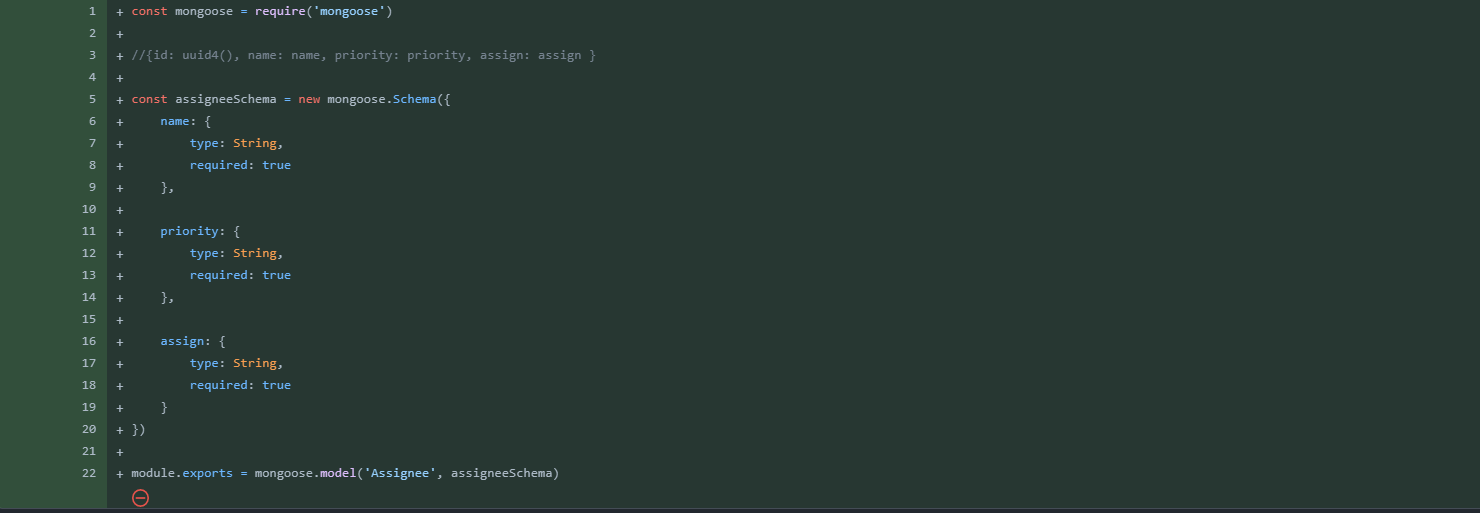 1 + const mongoose = require('mongoose')
2 +
3 + //{id: uuid4(), name: name, priority: priority, assign: assign }
4 +
5 + const assigneeSchema = new mongoose.Schema({
6 +     name: {
7 +         type: String,
8 +         required: true
9 +     },
10 +
11 +     priority: {
12 +         type: String,
13 +         required: true
14 +     },
15 +
16 +     assign: {
17 +         type: String,
18 +         required: true
19 +     }
20 + })
21 +
22 + module.exports = mongoose.model('Assignee', assigneeSchema)